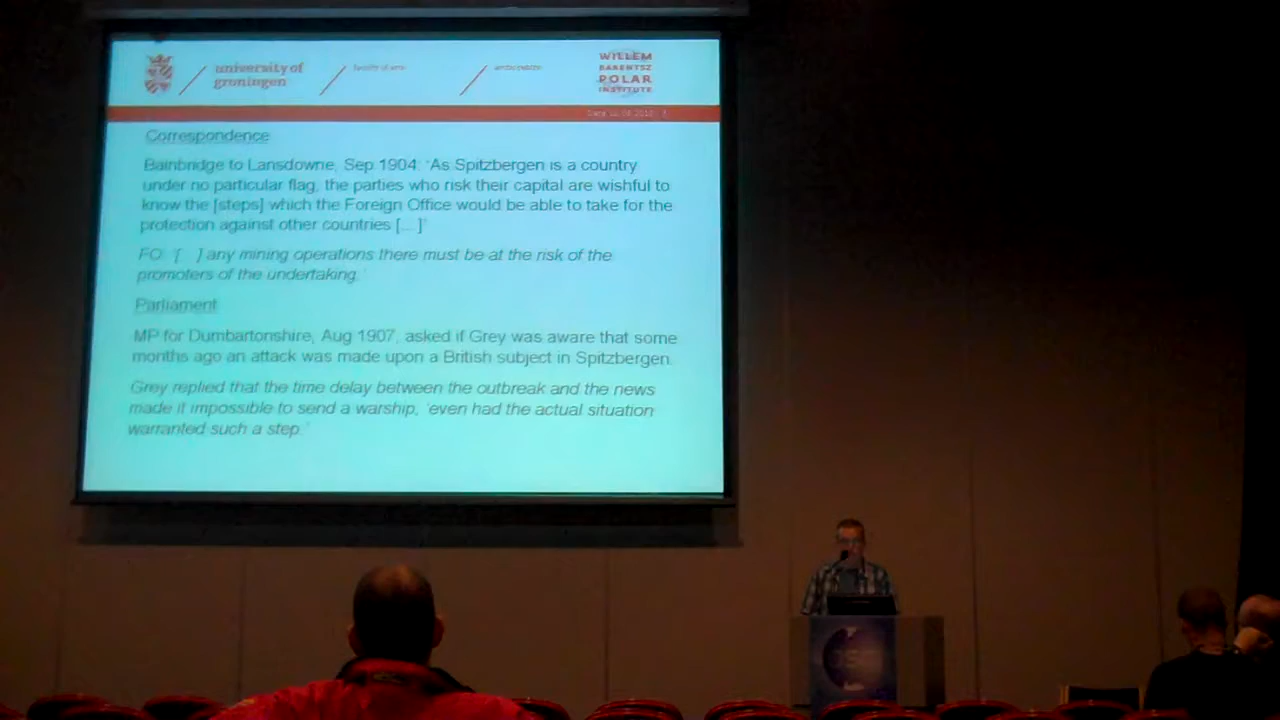 university of
groningen
faculty of arts
WILLEM
BARENTSZ
POLAR
INSTITUTE
Correspondence
Bainbridge to Lansdowne, Sep 1904: 'As Spitzbergen is a country
under no particular flag, the parties who risk their capital are wishful to
know the [steps] which the Foreign Office would be able to take for the
protection against other countries [...]'
FO: '[...] any mining operations there must be at the risk of the
promoters of the undertaking.'
Parliament
MP for Dumbartonshire, Aug 1907, asked if Grey was aware that some
months ago an attack was made upon a British subject in Spitzbergen.
Grey replied that the time delay between the outbreak and the news
made it impossible to send a warship, 'even had the actual situation
warranted such a step.'